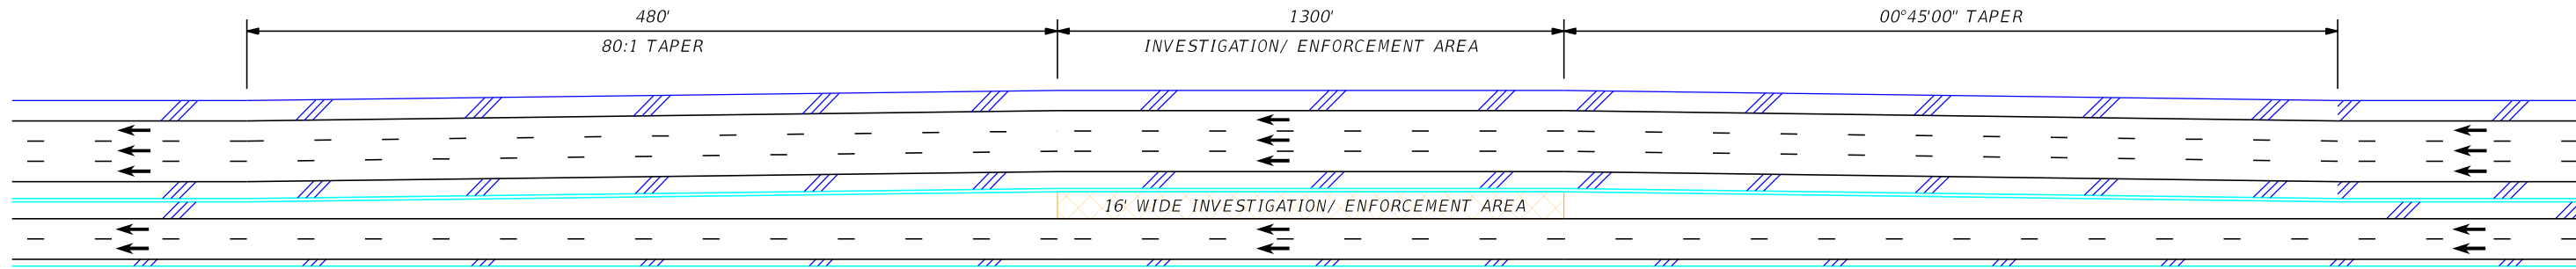 480'
1300'
00°45'00" TAPER
80:1 TAPER
INVESTIGATION/ ENFORCEMENT AREA
16' WIDE INVESTIGATION/ ENFORCEMENT AREA